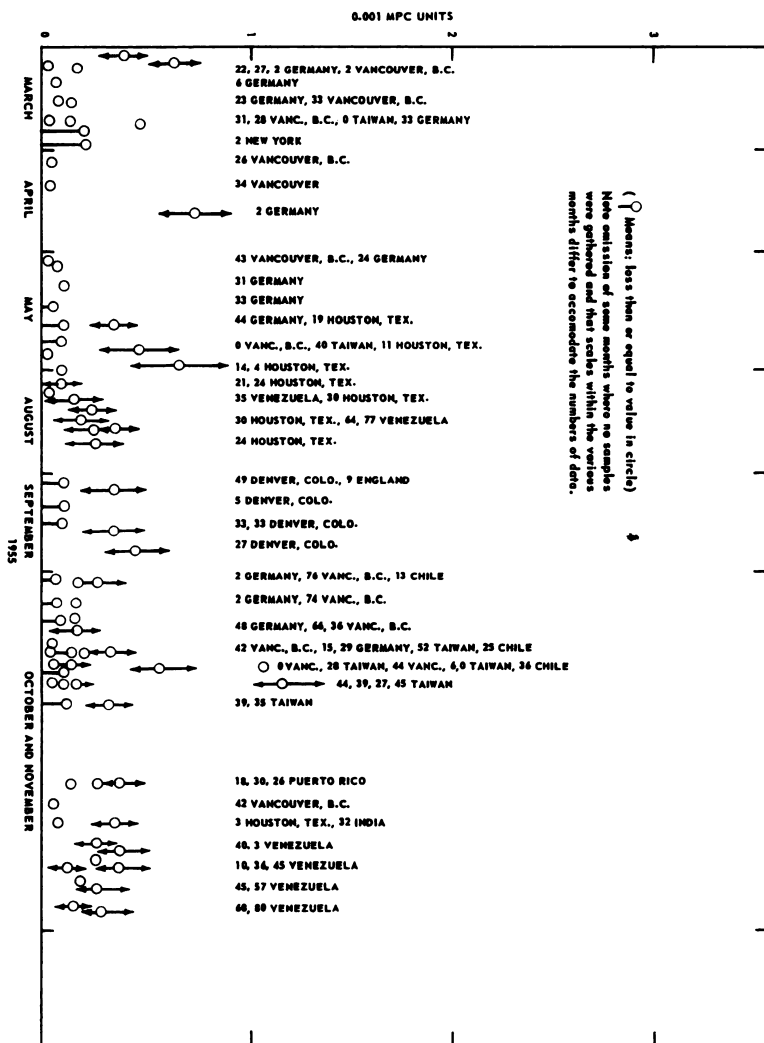 0.001 MPC UNITS
0
1
2
3
22, 27, 2 GERMANY, 2 VANCOUVER, B.C.
6 GERMANY
23 GERMANY, 33 VANCOUVER, B.C.
31, 28 VANC., B.C., 0 TAIWAN, 33 GERMANY
2 NEW YORK
MARCH
26 VANCOUVER, B.C.
34 VANCOUVER
2 GERMANY
APRIL
43 VANCOUVER, B.C., 24 GERMANY
31 GERMANY
33 GERMANY
44 GERMANY, 19 HOUSTON, TEX.
MAY
0 VANC., B.C., 40 TAIWAN, 11 HOUSTON, TEX.
14, 4 HOUSTON, TEX.
21, 24 HOUSTON, TEX.
35 VENEZUELA, 30 HOUSTON, TEX.
30 HOUSTON, TEX., 64, 77 VENEZUELA
24 HOUSTON, TEX.
AUGUST
49 DENVER, COLO., 9 ENGLAND
5 DENVER, COLO.
33, 33 DENVER, COLO.
27 DENVER, COLO.
SEPTEMBER
1955
2 GERMANY, 76 VANC., B.C., 13 CHILE
2 GERMANY, 74 VANC., B.C.
48 GERMANY, 66, 36 VANC., B.C.
42 VANC., B.C., 15, 29 GERMANY, 52 TAIWAN, 25 CHILE
0 VANC., 28 TAIWAN, 44 VANC., 6,0 TAIWAN, 36 CHILE
44, 39, 27, 45 TAIWAN
39, 35 TAIWAN
18, 30, 26 PUERTO RICO
42 VANCOUVER, B.C.
3 HOUSTON, TEX., 32 INDIA
40, 3 VENEZUELA
10, 36, 45 VENEZUELA
45, 57 VENEZUELA
60, 80 VENEZUELA
OCTOBER AND NOVEMBER
( Means: less than or equal to value in circle)
Note omission of some months where no samples
were gathered and that scales within the various
months differ to accomodate the numbers of data.